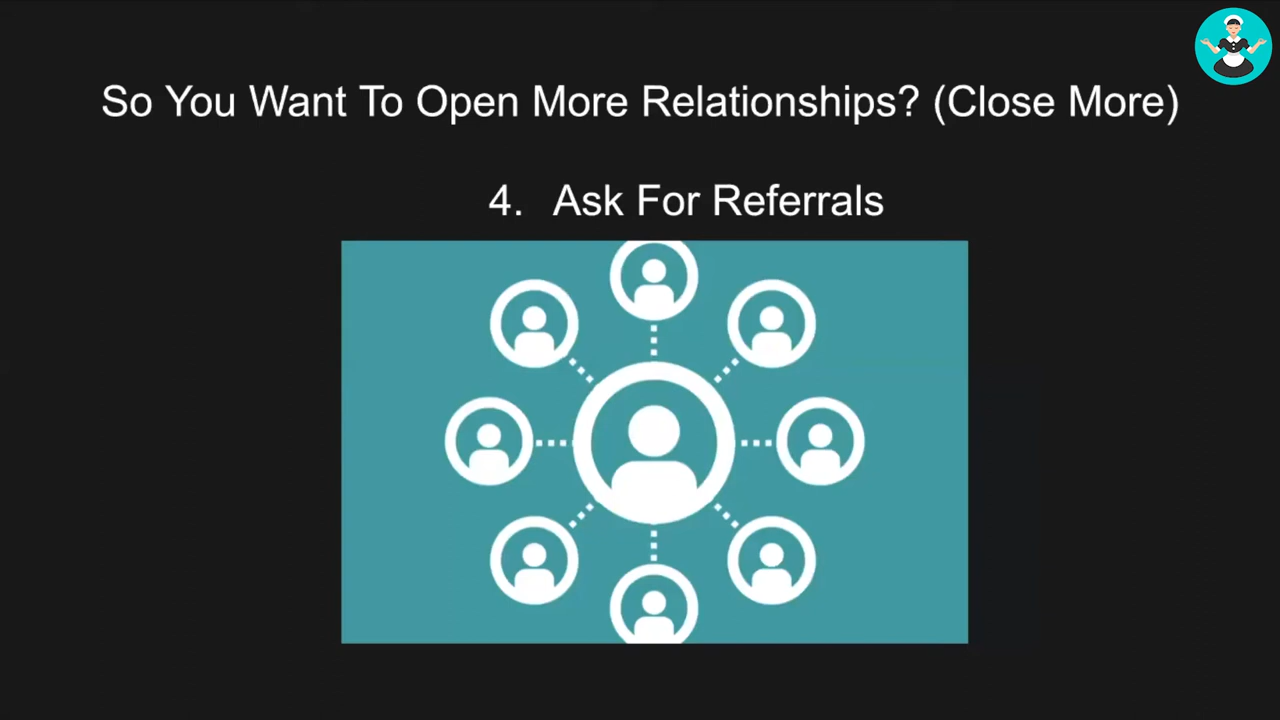 So You Want To Open More Relationships? (Close More)
4. Ask For Referrals